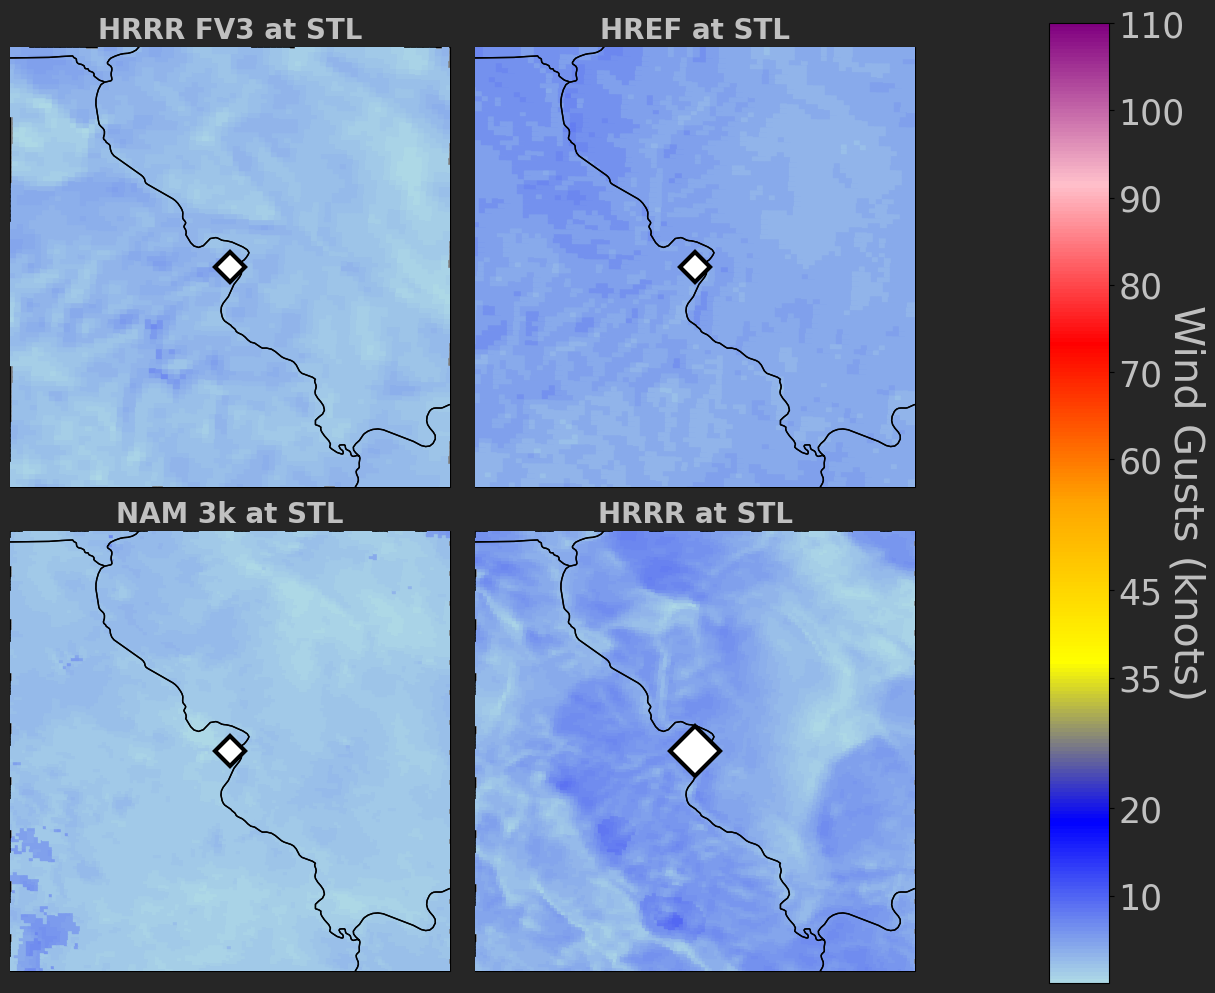 HRRR FV3 at STL
HREF at STL
NAM 3k at STL
HRRR at STL
110
100
90
80
70
60
45
35
20
10
Wind Gusts (knots)